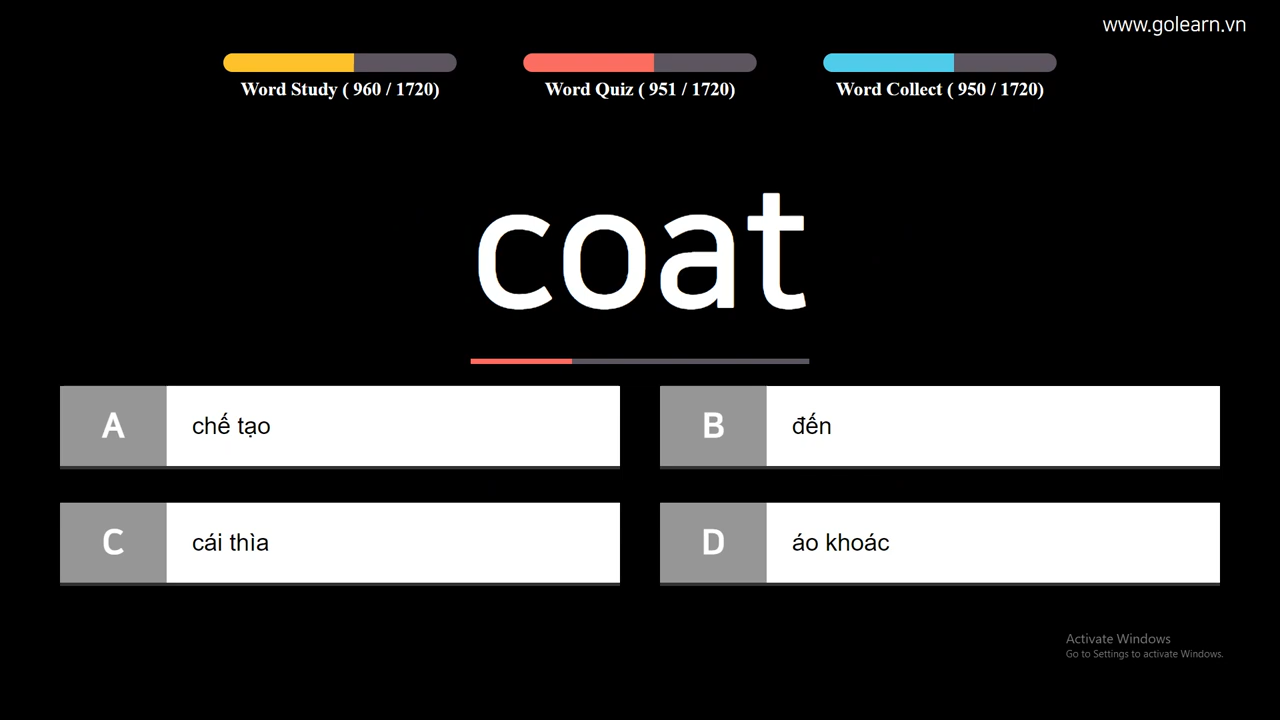 www.golearn.vn
Word Study ( 960 / 1720)
Word Quiz ( 951 / 1720)
Word Collect ( 950 / 1720)
coat
A
chế tạo
B
đến
C
cái thìa
D
áo khoác
Activate Windows
Go to Settings to activate Windows.